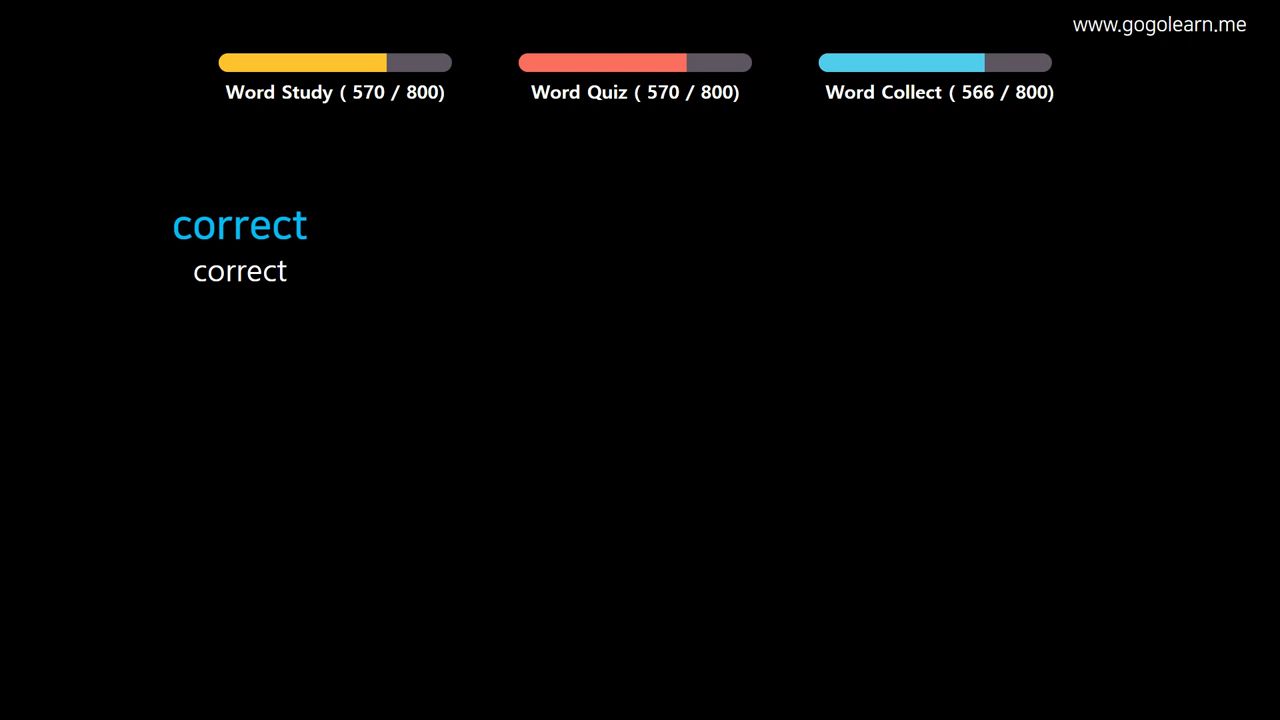 www.gogolearn.me
Word Study ( 570 / 800)
Word Quiz ( 570 / 800)
Word Collect ( 566 / 800)
correct
correct